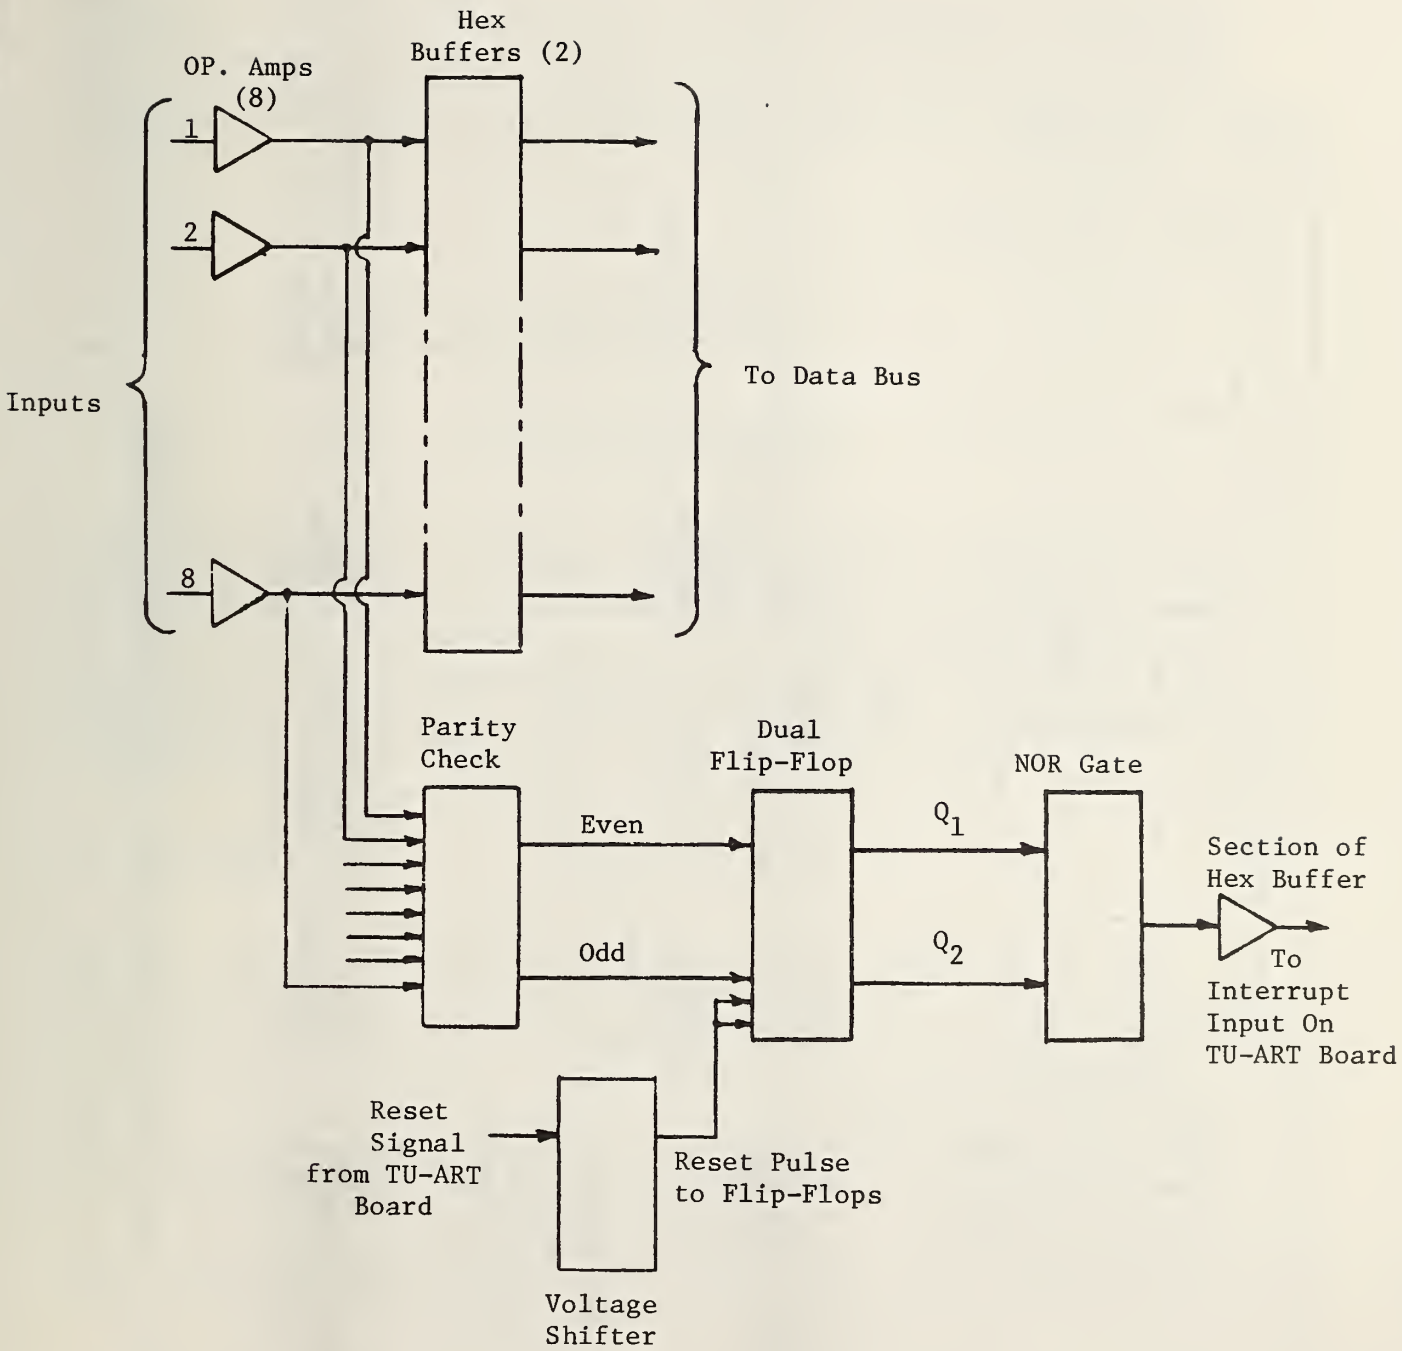 Hex
Buffers (2)
OP. Amps
(8)
1
2
8
Inputs
To Data Bus
Parity
Check
Even
Odd
Dual
Flip-Flop
Q1
Q2
NOR Gate
Section of
Hex Buffer
To
Interrupt
Input On
TU-ART Board
Reset
Signal
from TU-ART
Board
Reset Pulse
to Flip-Flops
Voltage
Shifter